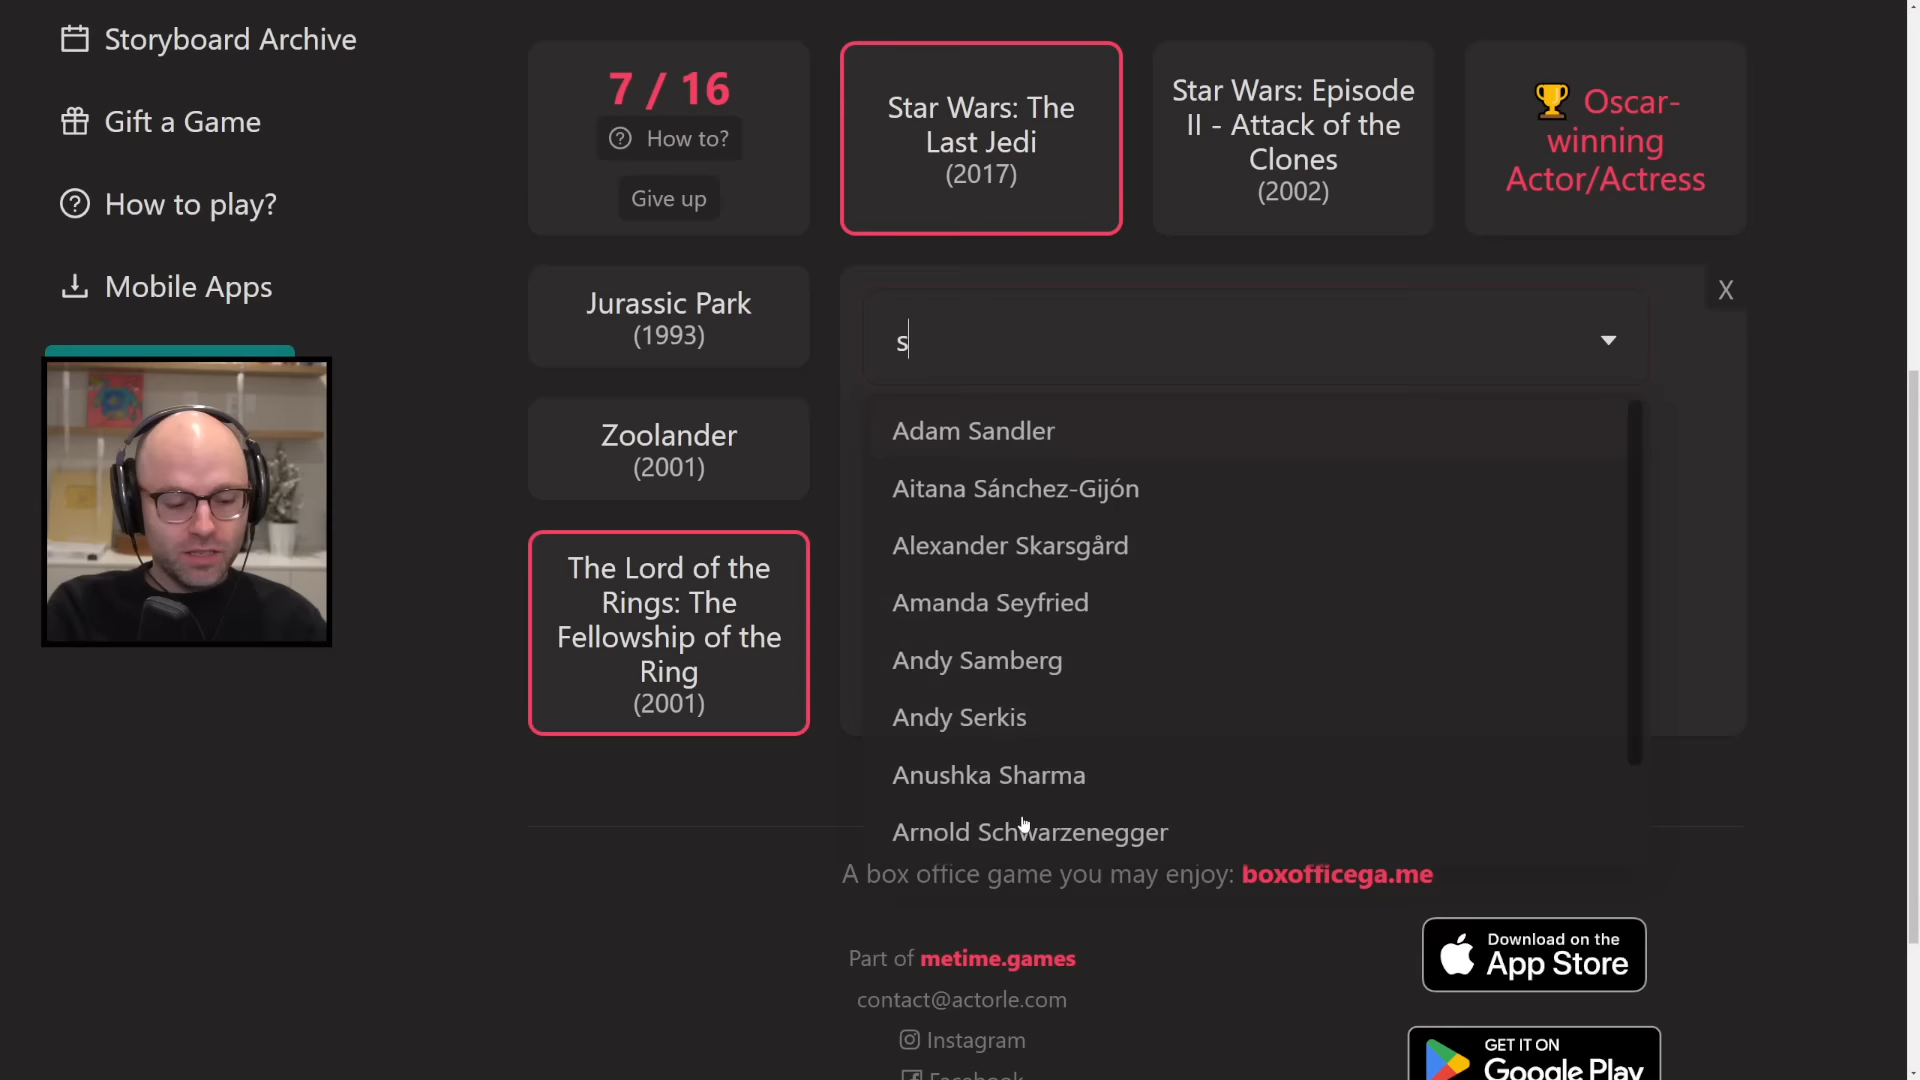 Storyboard Archive
Gift a Game
How to play?
Mobile Apps
7 / 16
How to?
Give up
Star Wars: The
Last Jedi
(2017)
Star Wars: Episode
II - Attack of the
Clones
(2002)
Oscar-
winning
Actor/Actress
Jurassic Park
(1993)
Zoolander
(2001)
The Lord of the
Rings: The
Fellowship of the
Ring
(2001)
X
s
Adam Sandler
Aitana Sánchez-Gijón
Alexander Skarsgård
Amanda Seyfried
Andy Samberg
Andy Serkis
Anushka Sharma
Arnold Schwarzenegger
A box office game you may enjoy: boxofficega.me
Part of metime.games
contact@actorle.com
Instagram
Facebook
Download on the
App Store
GET IT ON
Google Play